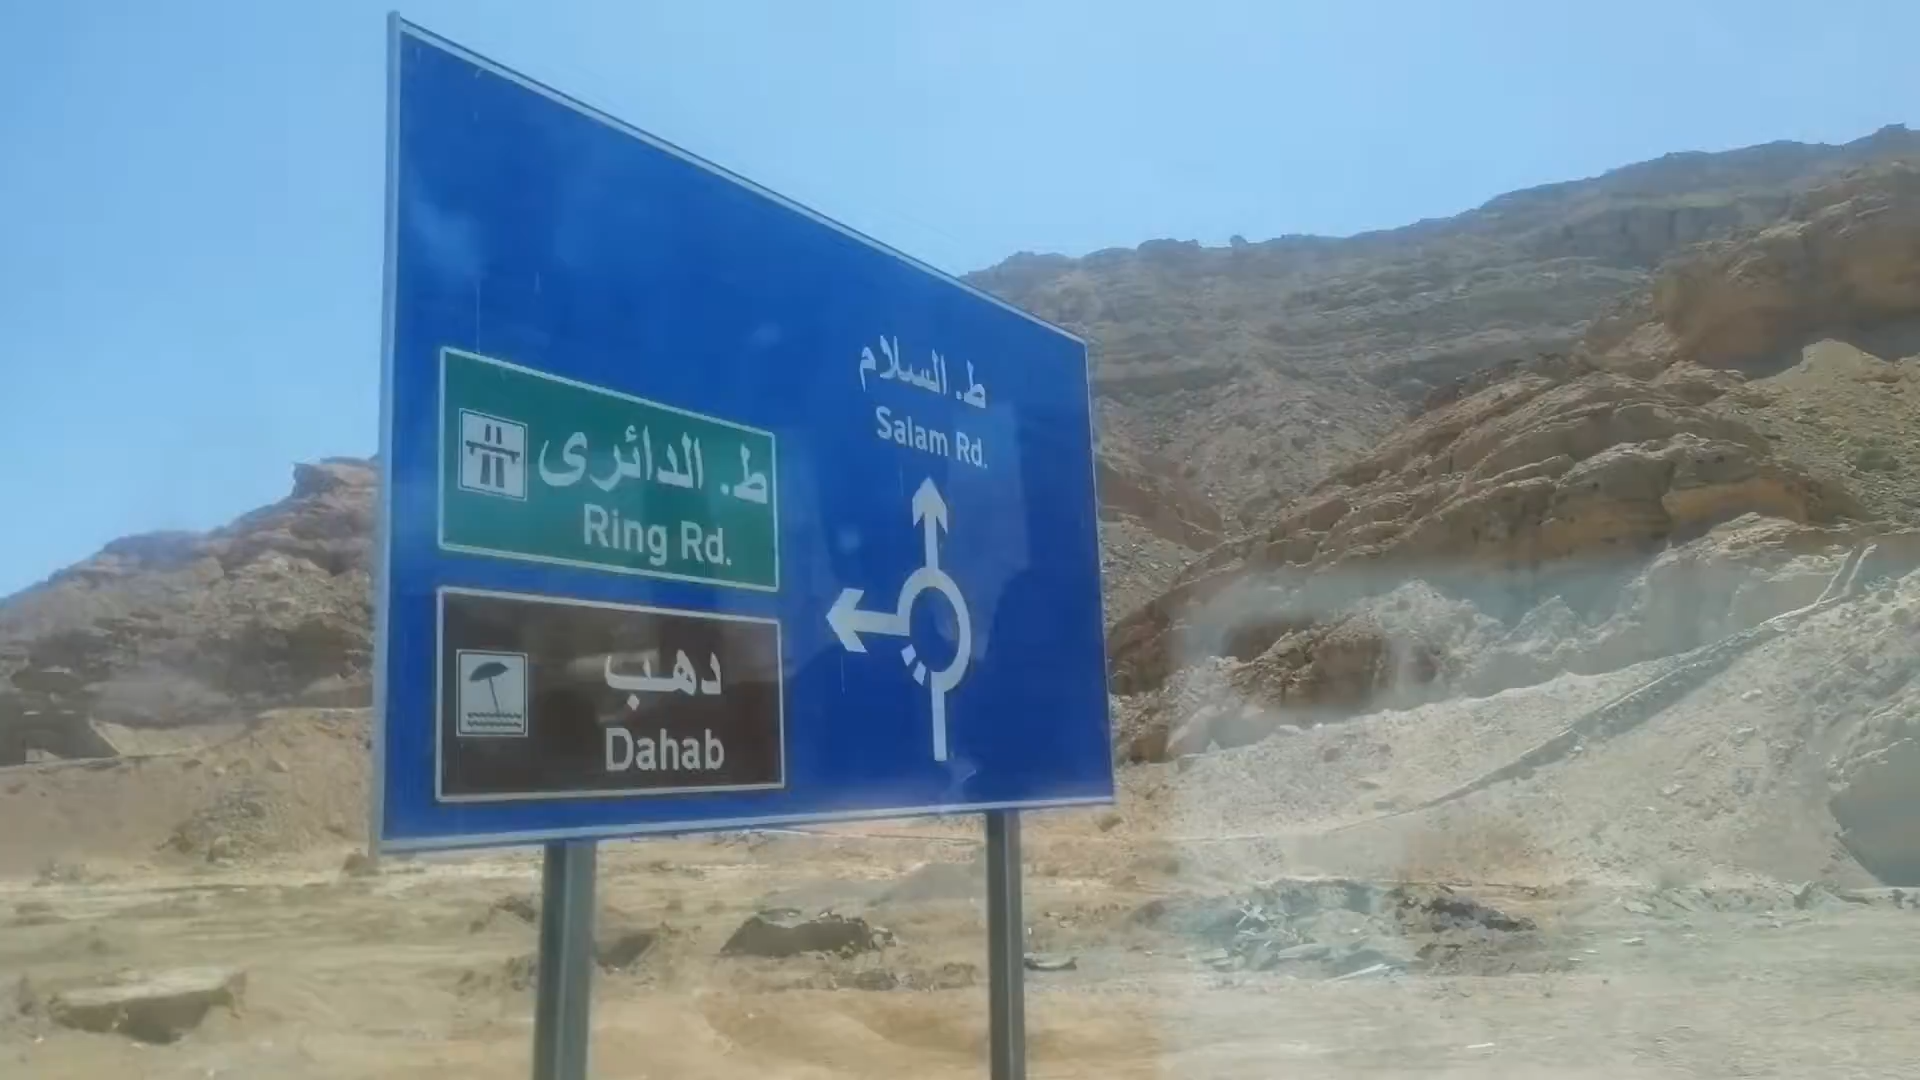 ط. السلام
Salam Rd.
ط. الدائرى
Ring Rd.
دهب
Dahab